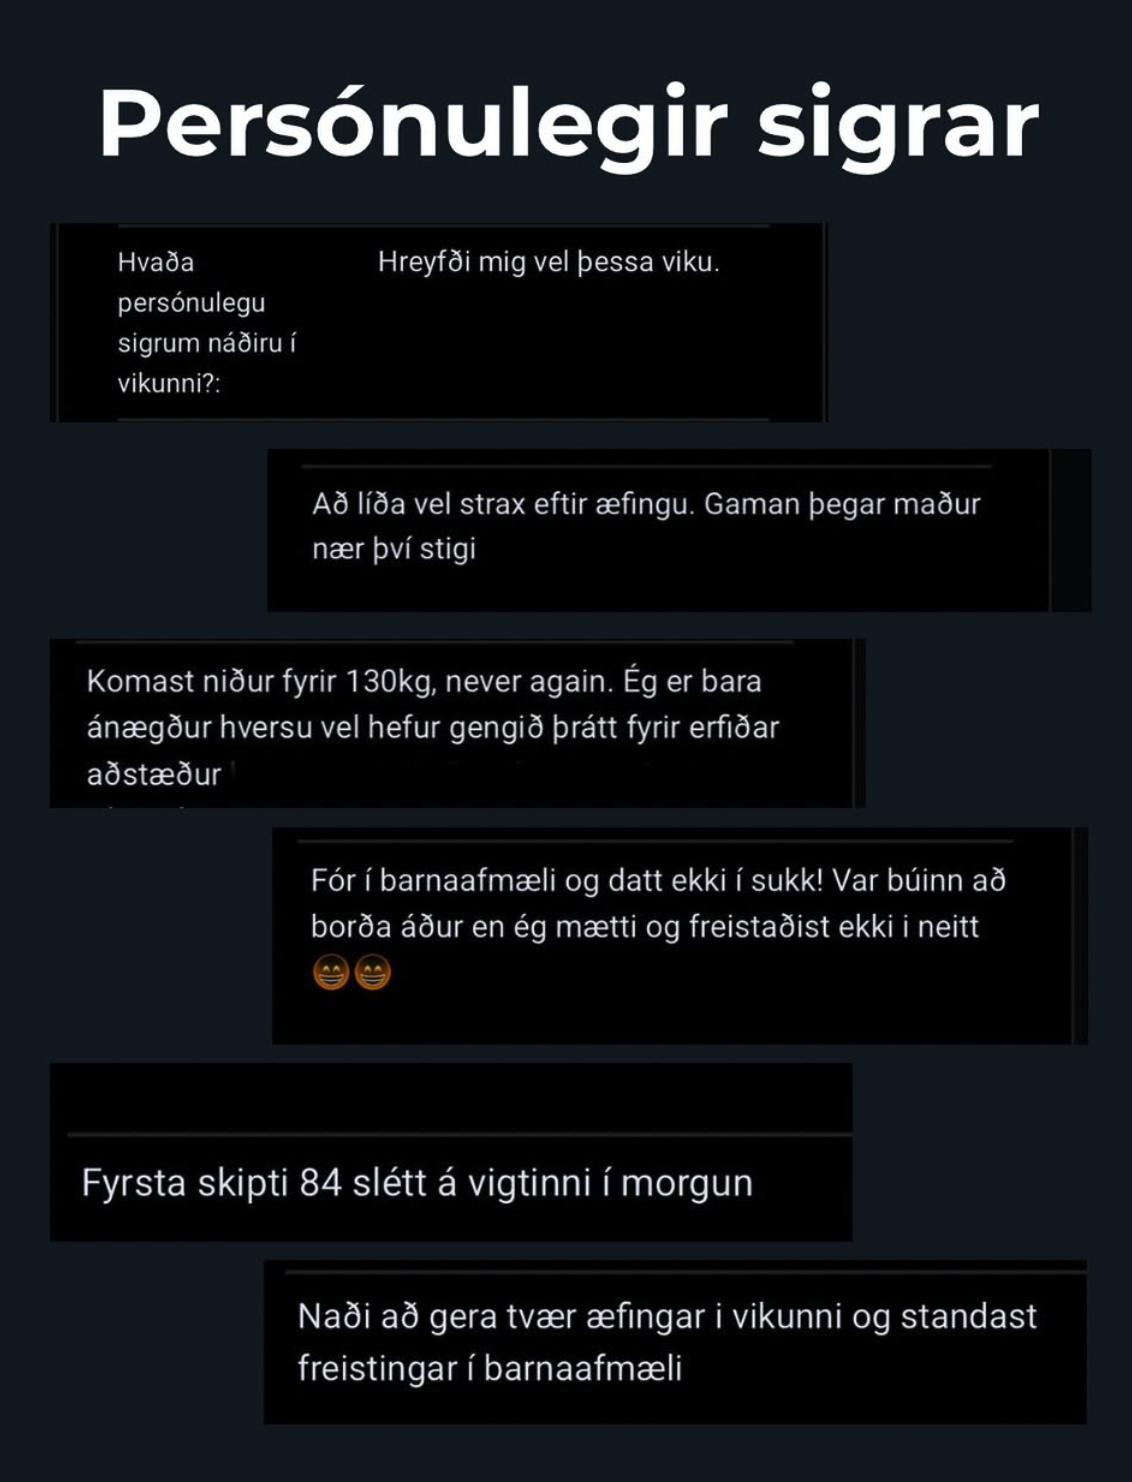 Persónulegir sigrar
Hvaða
persónulegu
sigrum náðiru í
vikunni?:
Hreyfði mig vel þessa viku.
Að líða vel strax eftir æfingu. Gaman þegar maður
nær því stigi
Komast niður fyrir 130kg, never again. Ég er bara
ánægður hversu vel hefur gengið þrátt fyrir erfiðar
aðstæður
Fór í barnaafmæli og datt ekki í sukk! Var búinn að
borða áður en ég mætti og freistaðist ekki i neitt
😁😁
Fyrsta skipti 84 slétt á vigtinni í morgun
Naði að gera tvær æfingar i vikunni og standast
freistingar í barnaafmæli